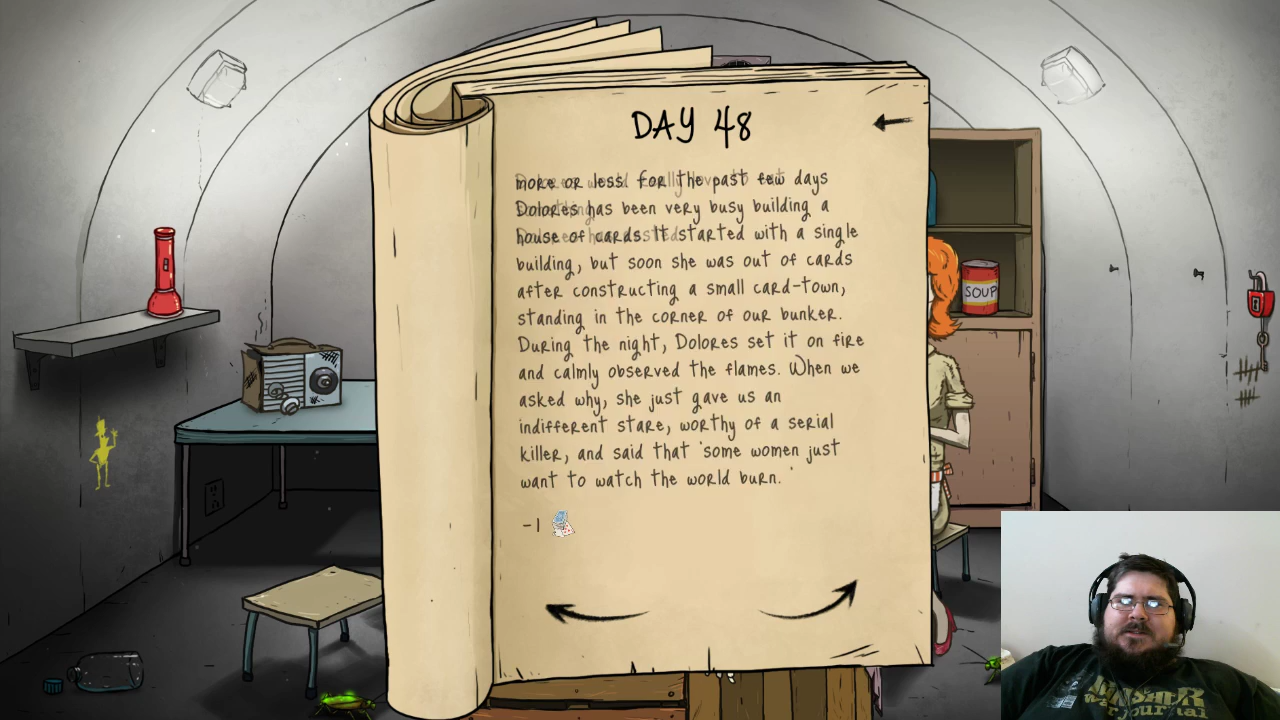 DAY 48
more or less. For the past few days
Dolores has been very busy building a
house of cards. It started with a single
building, but soon she was out of cards
after constructing a small card-town,
standing in the corner of our bunker.
During the night, Dolores set it on fire
and calmly observed the flames. When we
asked why, she just gave us an
indifferent stare, worthy of a serial
killer, and said that 'some women just
want to watch the world burn.'
-1
SOUP